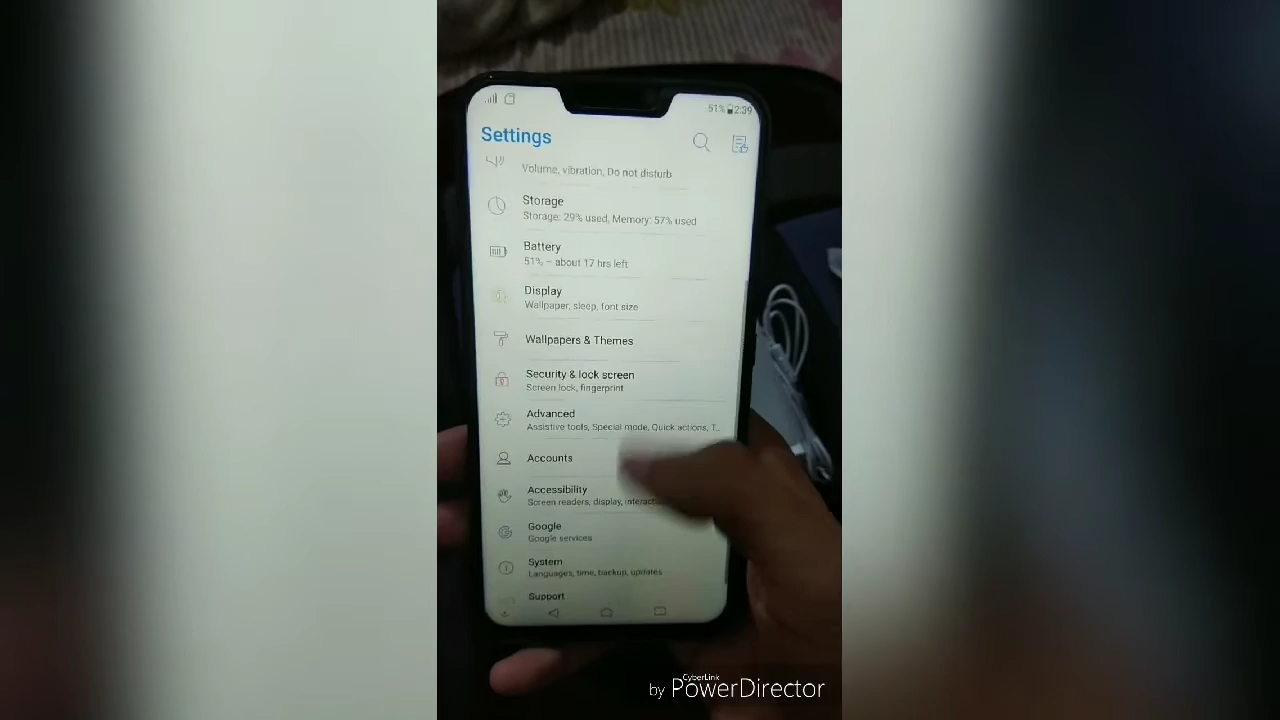 51% 2:39
Settings
Volume, vibration, Do not disturb
Storage
Storage: 29% used, Memory: 57% used
Battery
51% – about 17 hrs left
Display
Wallpaper, sleep, font size
Wallpapers & Themes
Security & lock screen
Screen lock, fingerprint
Advanced
Assistive tools, Special mode, Quick actions, T...
Accounts
Accessibility
Screen readers, display,
Google
Google services
System
Languages, time, backup, updates
Support
by CyberLink PowerDirector